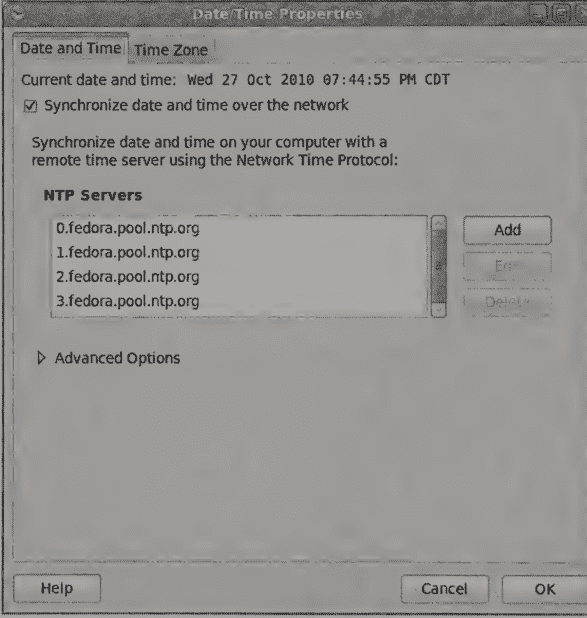 Date Time Properties
Date and Time Time Zone
Current date and time: Wed 27 Oct 2010 07:44:55 PM CDT
Synchronize date and time over the network
Synchronize date and time on your computer with a
remote time server using the Network Time Protocol:
NTP Servers
0.fedora.pool.ntp.org Add
1.fedora.pool.ntp.org
2.fedora.pool.ntp.org
3.fedora.pool.ntp.org Delete
Advanced Options
Help Cancel OK